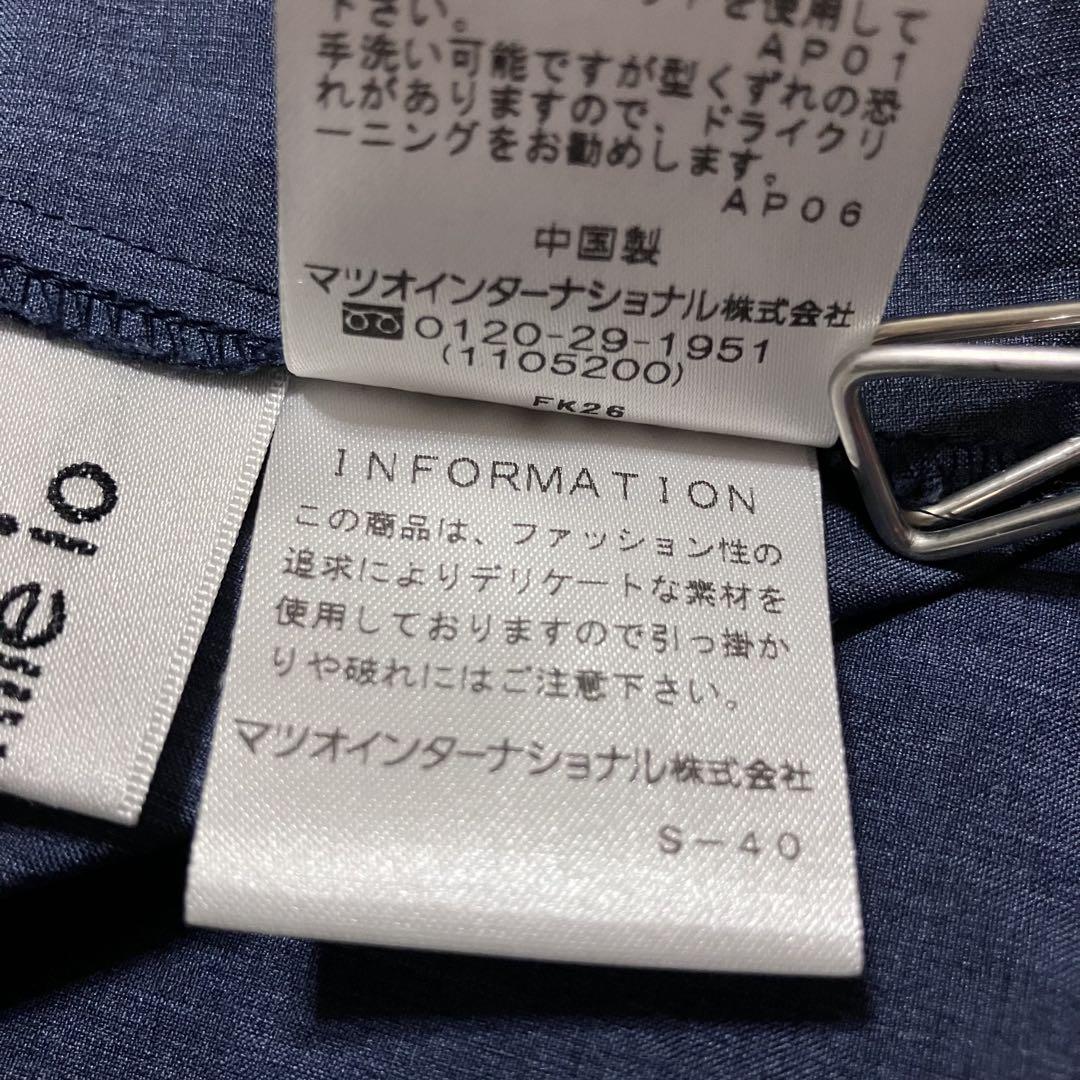 下さい。
を使用して
AP01
手洗い可能ですが型くずれの恐
れがありますので、ドライクリ
ーニングをお勧めします。
AP06
中国製
マツオインターナショナル株式会社
0120-29-1951
(1105200)
FK26
INFORMATION
この商品は、ファッション性の
追求によりデリケートな素材を
使用しておりますので引っ掛か
りや破れにはご注意下さい。
マツオインターナショナル株式会社
S-40
io